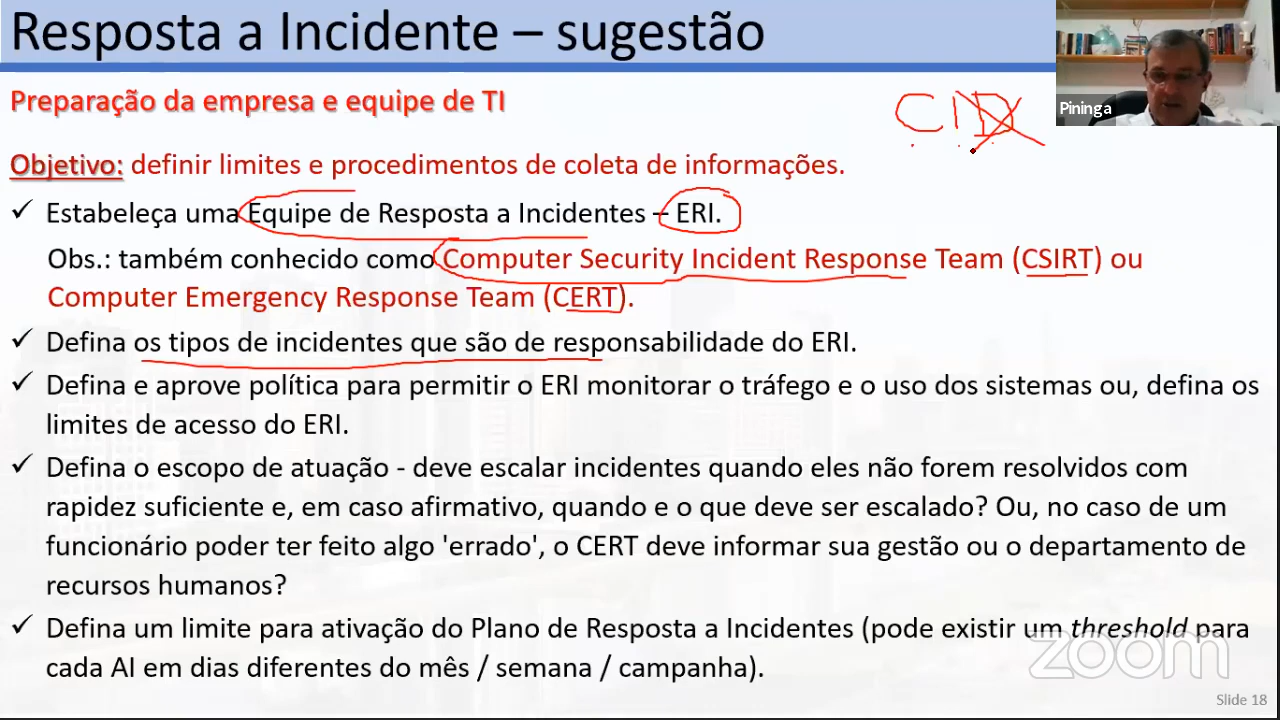 Resposta a Incidente – sugestão
Pininga
Preparação da empresa e equipe de TI
CID
Objetivo: definir limites e procedimentos de coleta de informações.
✓ Estabeleça uma Equipe de Resposta a Incidentes – ERI.
Obs.: também conhecido como Computer Security Incident Response Team (CSIRT) ou
Computer Emergency Response Team (CERT).
✓ Defina os tipos de incidentes que são de responsabilidade do ERI.
✓ Defina e aprove política para permitir o ERI monitorar o tráfego e o uso dos sistemas ou, defina os
limites de acesso do ERI.
✓ Defina o escopo de atuação - deve escalar incidentes quando eles não forem resolvidos com
rapidez suficiente e, em caso afirmativo, quando e o que deve ser escalado? Ou, no caso de um
funcionário poder ter feito algo 'errado', o CERT deve informar sua gestão ou o departamento de
recursos humanos?
✓ Defina um limite para ativação do Plano de Resposta a Incidentes (pode existir um threshold para
cada AI em dias diferentes do mês / semana / campanha).
zoom
Slide 18